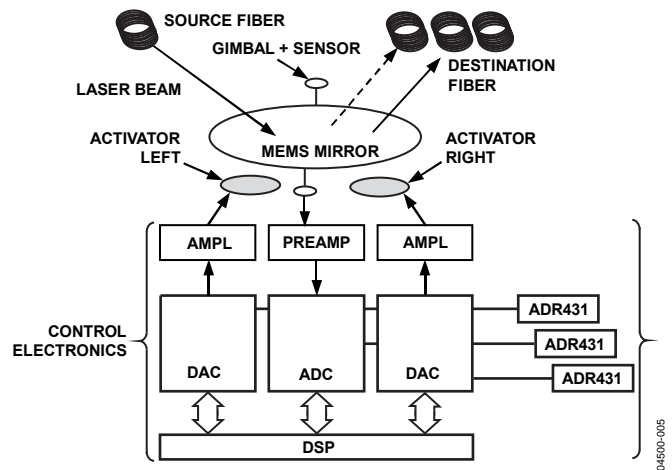 SOURCE FIBER
GIMBAL + SENSOR
DESTINATION
FIBER
LASER BEAM
ACTIVATOR
LEFT
MEMS MIRROR
ACTIVATOR
RIGHT
AMPL
PREAMP
AMPL
CONTROL
ELECTRONICS
DAC
ADC
DAC
ADR431
ADR431
ADR431
DSP
04500-005